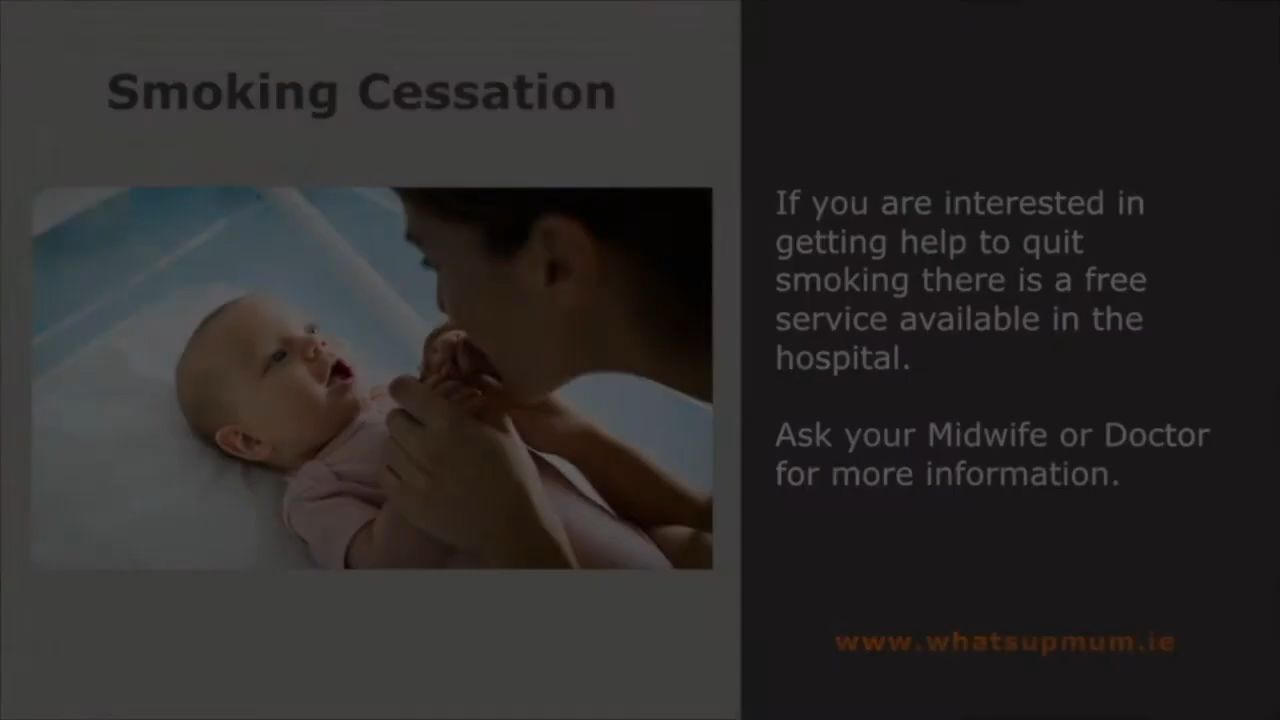 Smoking Cessation
If you are interested in
getting help to quit
smoking there is a free
service available in the
hospital.
Ask your Midwife or Doctor
for more information.
www.whatsupmum.ie